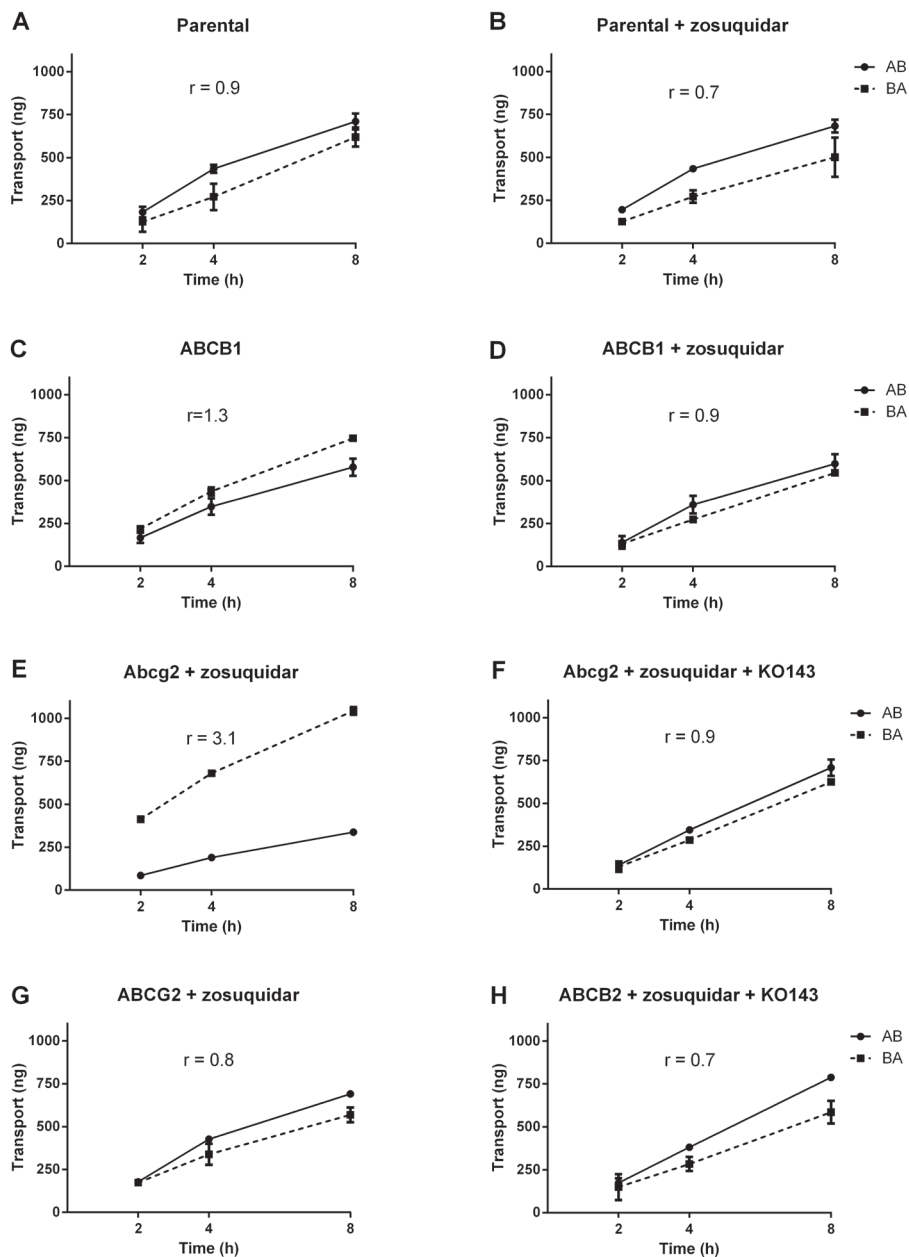 A
Parental
1000
750
500
250
0
Transport (ng)
r = 0.9
2 4 8
Time (h)
B
Parental + zosuquidar
1000
750
500
250
0
Transport (ng)
r = 0.7
2 4 8
Time (h)
AB
BA
C
ABCB1
1000
750
500
250
0
Transport (ng)
r=1.3
2 4 8
Time (h)
D
ABCB1 + zosuquidar
1000
750
500
250
0
Transport (ng)
r = 0.9
2 4 8
Time (h)
AB
BA
E
Abcg2 + zosuquidar
1000
750
500
250
0
Transport (ng)
r = 3.1
2 4 8
Time (h)
F
Abcg2 + zosuquidar + KO143
1000
750
500
250
0
Transport (ng)
r = 0.9
2 4 8
Time (h)
AB
BA
G
ABCG2 + zosuquidar
1000
750
500
250
0
Transport (ng)
r = 0.8
2 4 8
Time (h)
H
ABCB2 + zosuquidar + KO143
1000
750
500
250
0
Transport (ng)
r = 0.7
2 4 8
Time (h)
AB
BA